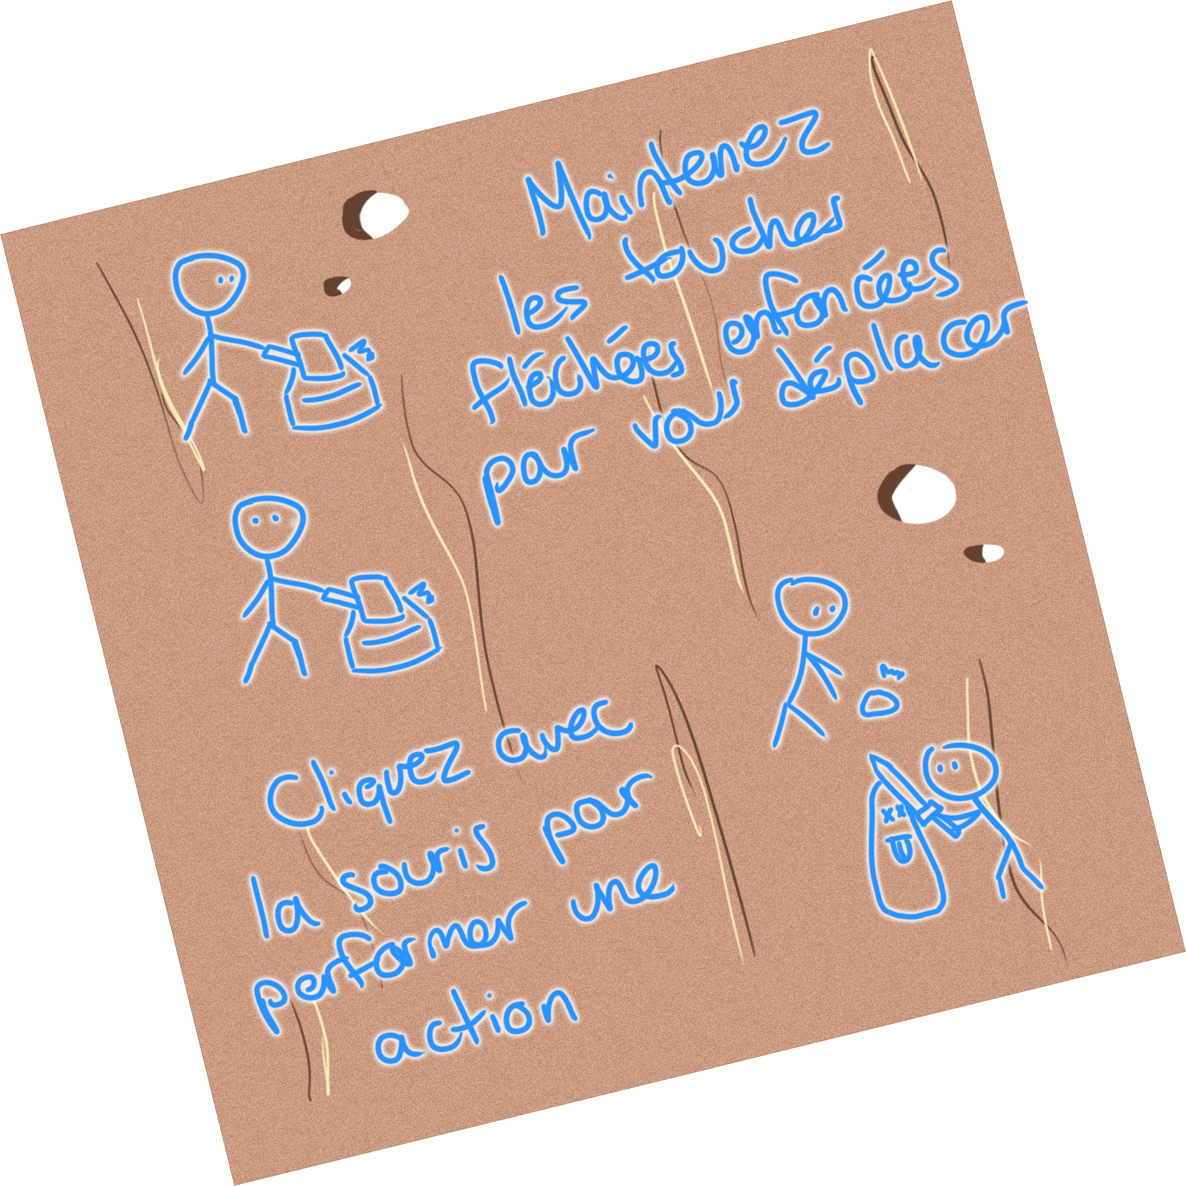 Maintenez
les touches
fléchées enfoncées
par vous déplacer
Cliquez avec
la souris par
performer une
action